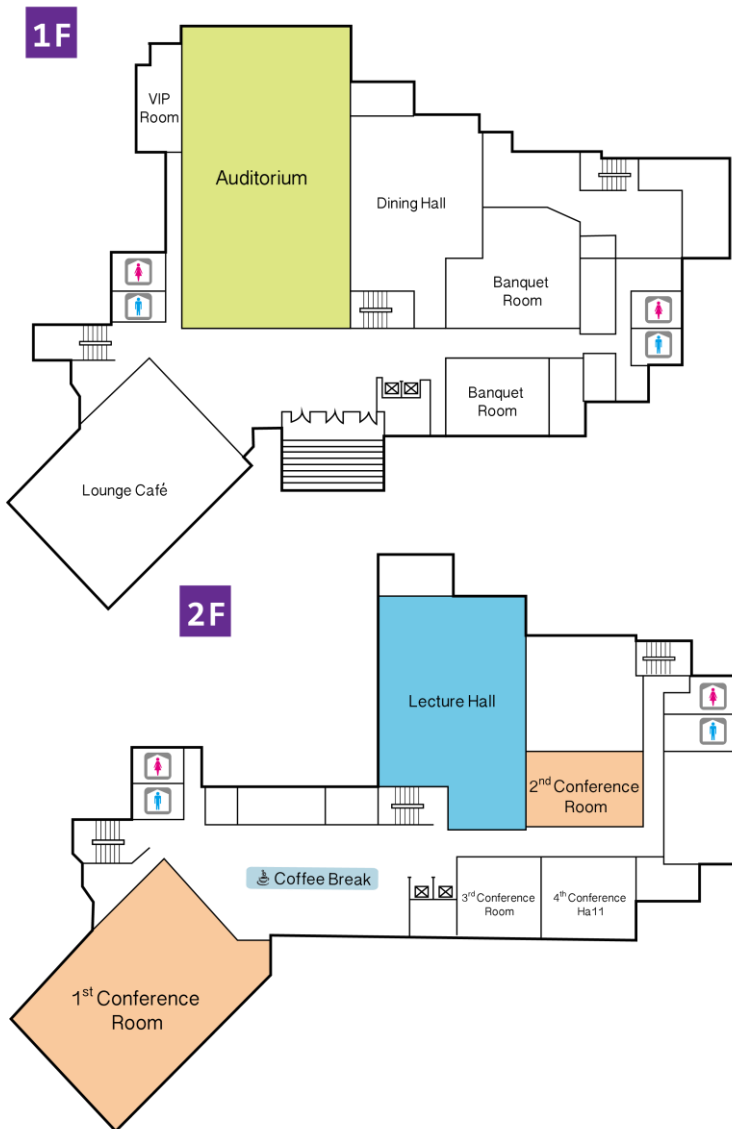 1F
VIP
Room
Auditorium
Dining Hall
Banquet
Room
Banquet
Room
Lounge Café
2F
Lecture Hall
2nd Conference
Room
Coffee Break
3rd Conference
Room
4th Conference
Ha11
1st Conference
Room